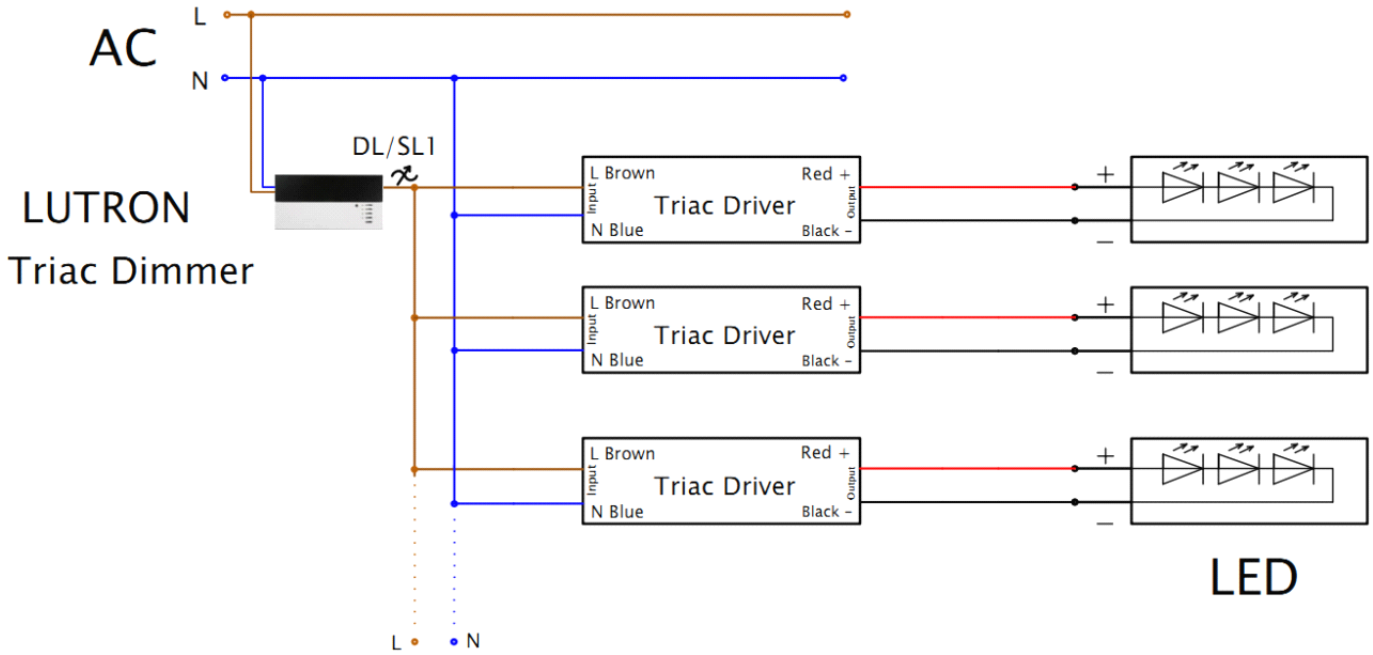 L
AC
N
DL/SL1
LUTRON
Triac Dimmer
L Brown
Red +
Input
Triac Driver
Output
N Blue
Black -
+
−
L Brown
Red +
Input
Triac Driver
Output
N Blue
Black -
+
−
L Brown
Red +
Input
Triac Driver
Output
N Blue
Black -
+
−
LED
L
N